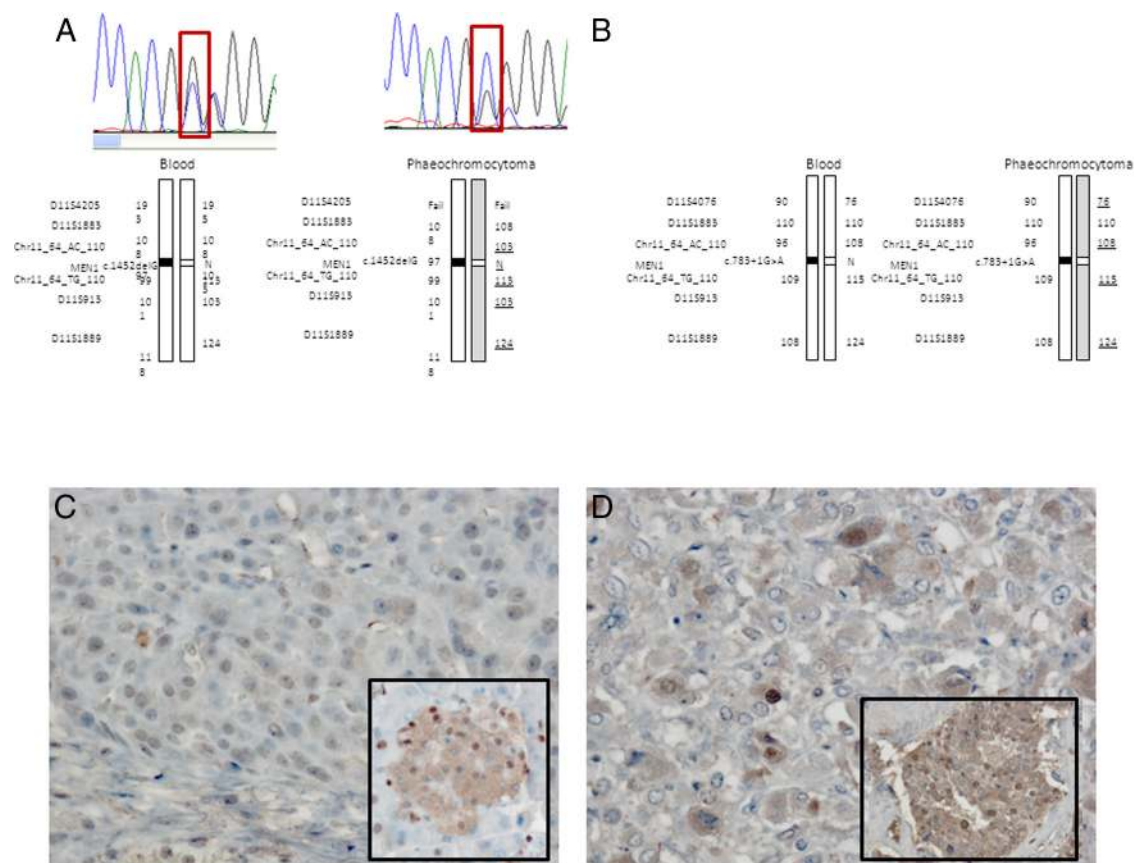 A
B
Blood
Phaeochromocytoma
D11S4205 19 5 19 5
D11S1883 10 8 10 8
Chr11_64_AC_110
MEN1 c.1452delG 97 N
Chr11_64_TG_110 99 115
D11S913 10 1 103
D11S1889 11 8 124
D11S4205 Fail Fail
D11S1883 10 8 108
Chr11_64_AC_110 97 103
MEN1 c.1452delG N
Chr11_64_TG_110 99 115
D11S913 10 1 103
D11S1889 11 8 124
Blood
Phaeochromocytoma
D11S4076 90 76
D11S1883 110 110
Chr11_64_AC_110 96 108
MEN1 c.783+1G>A N
Chr11_64_TG_110 109 115
D11S913
D11S1889 108 124
D11S4076 90 76
D11S1883 110 110
Chr11_64_AC_110 96 108
MEN1 c.783+1G>A N
Chr11_64_TG_110 109 115
D11S913
D11S1889 108 124
C
D